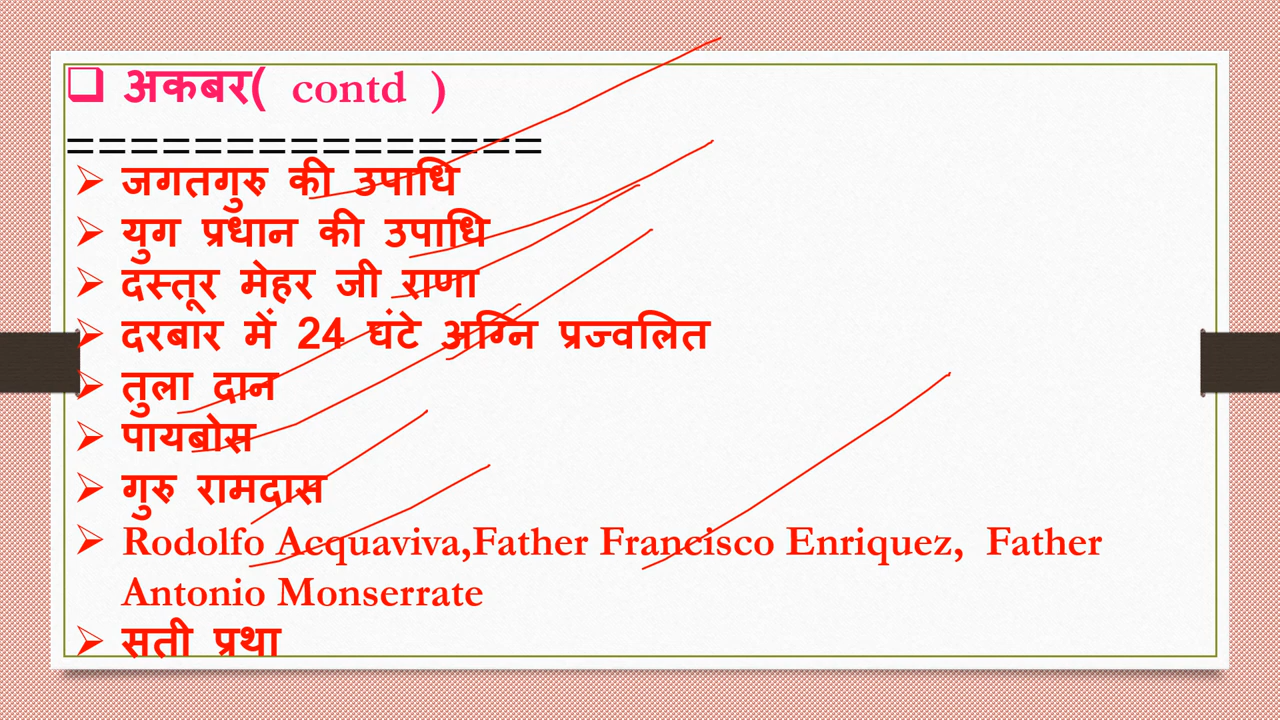 ❑ अकबर( contd )
===============
➢ जगतगुरु की उपाधि
➢ युग प्रधान की उपाधि
➢ दस्तूर मेहर जी राणा
➢ दरबार में 24 घंटे अग्नि प्रज्वलित
➢ तुला दान
➢ पायबोस
➢ गुरु रामदास
➢ Rodolfo Acquaviva,Father Francisco Enriquez, Father
Antonio Monserrate
➢ सती प्रथा